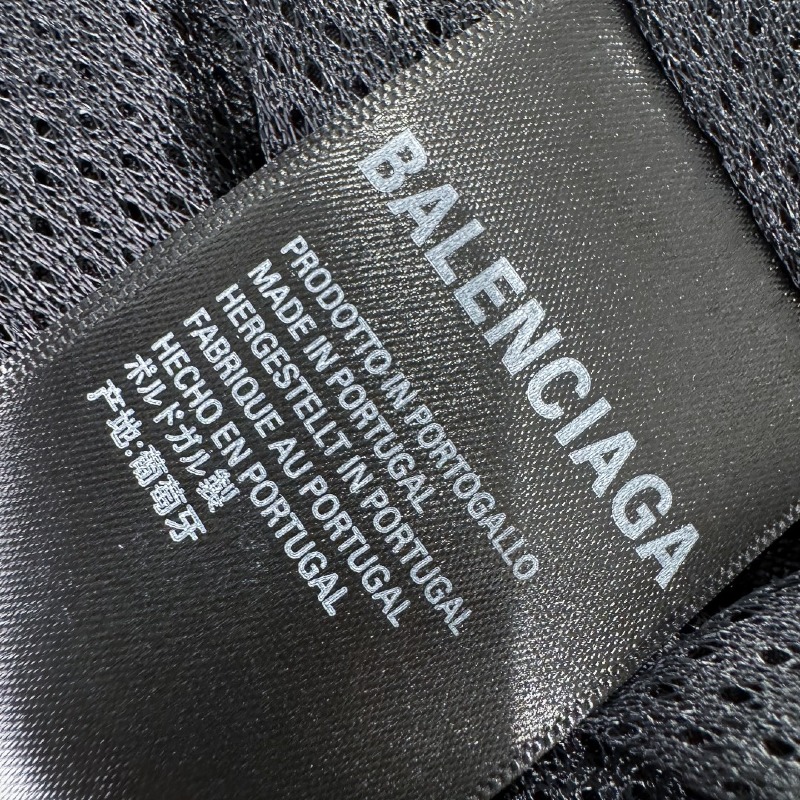 BALENCIAGA
PRODOTTO IN PORTOGALLO
MADE IN PORTUGAL
HERGESTELLT IN PORTUGAL
FABRIQUE AU PORTUGAL
HECHO EN PORTUGAL
ポルトガル 製
产地:葡萄牙